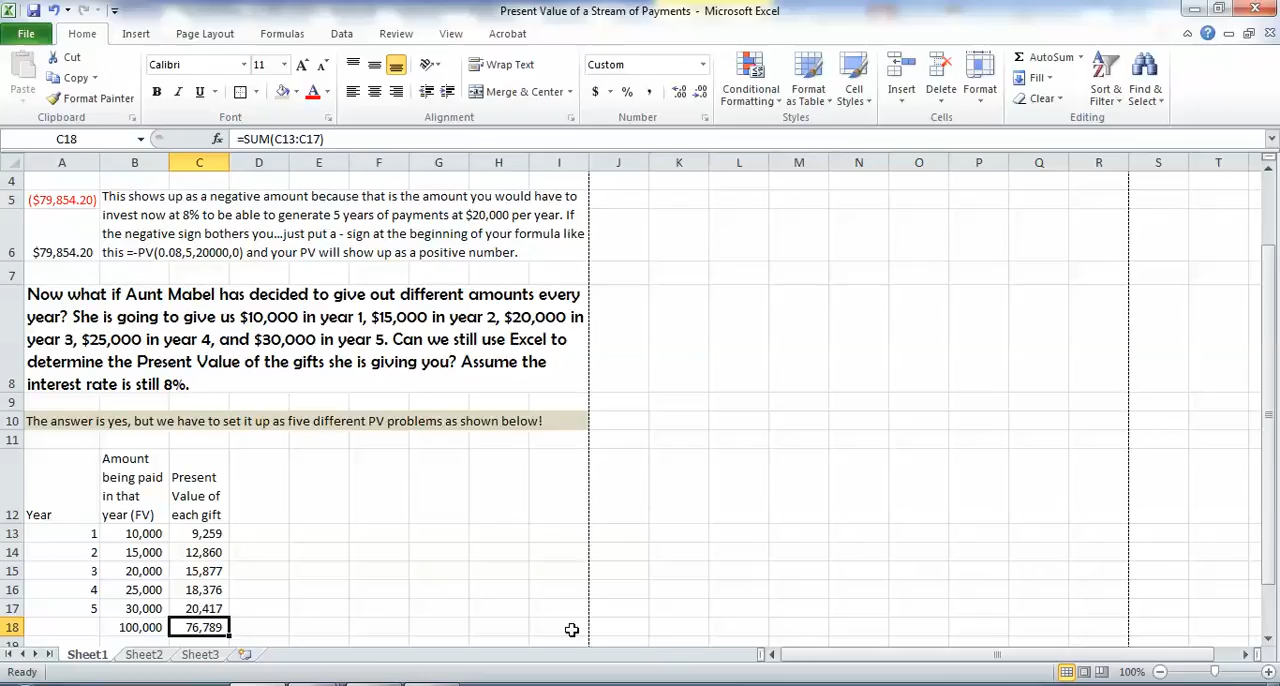 Present Value of a Stream of Payments - Microsoft Excel
File Home Insert Page Layout Formulas Data Review View Acrobat
Paste
Cut
Copy
Format Painter
Clipboard
Calibri 11 A A
B I U A
Font
Wrap Text
Merge & Center
Alignment
Custom
$ % , .00 .0
Number
Conditional Formatting
Format as Table
Cell Styles
Styles
Insert Delete Format
Cells
Σ AutoSum
Fill
Clear
Sort & Filter
Find & Select
Editing
C18 fx =SUM(C13:C17)
A B C D E F G H I J K L M N O P Q R S T
4
5 ($79,854.20) This shows up as a negative amount because that is the amount you would have to
invest now at 8% to be able to generate 5 years of payments at $20,000 per year. If
the negative sign bothers you...just put a - sign at the beginning of your formula like
6 $79,854.20 this =-PV(0.08,5,20000,0) and your PV will show up as a positive number.
7
Now what if Aunt Mabel has decided to give out different amounts every
year? She is going to give us $10,000 in year 1, $15,000 in year 2, $20,000 in
year 3, $25,000 in year 4, and $30,000 in year 5. Can we still use Excel to
determine the Present Value of the gifts she is giving you? Assume the
8 interest rate is still 8%.
9
10 The answer is yes, but we have to set it up as five different PV problems as shown below!
11
Amount
being paid Present
in that Value of
12 Year year (FV) each gift
13 1 10,000 9,259
14 2 15,000 12,860
15 3 20,000 15,877
16 4 25,000 18,376
17 5 30,000 20,417
18 100,000 76,789
19
Sheet1 Sheet2 Sheet3
Ready 100%